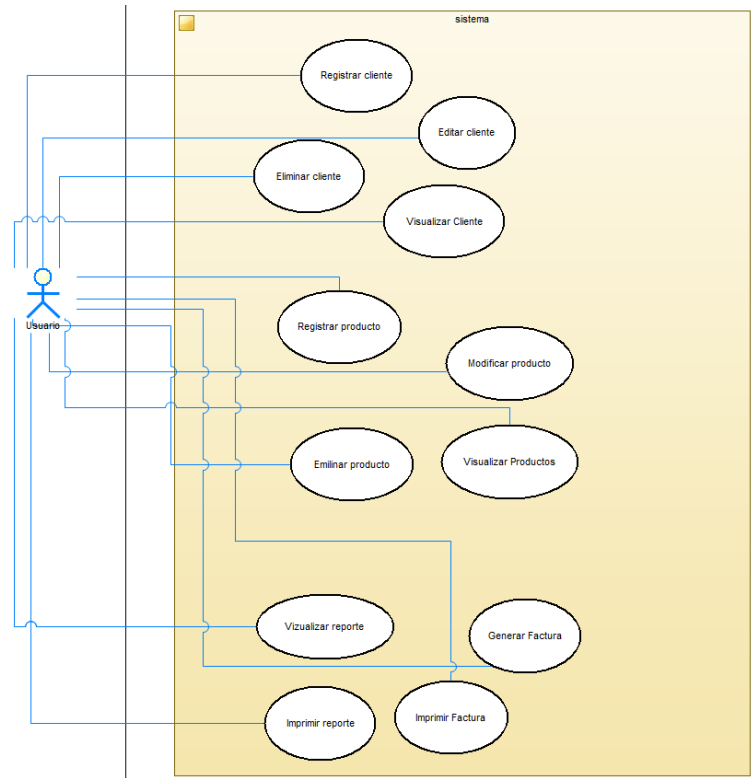 sistema
Registrar cliente
Editar cliente
Eliminar cliente
Visualizar Cliente
Usuario
Registrar producto
Modificar producto
Emilinar producto
Visualizar Productos
Vizualizar reporte
Generar Factura
Imprimir reporte
Imprimir Factura